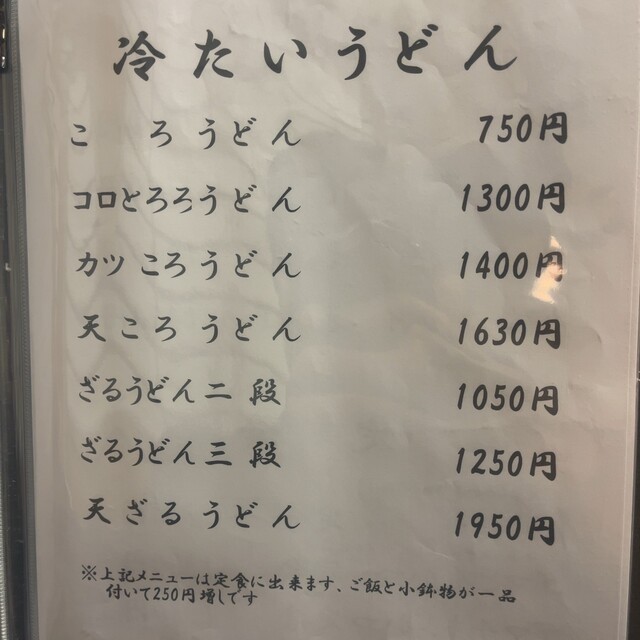 冷たいうどん
ころうどん 750円
コロとろろうどん 1300円
カツころうどん 1400円
天ころうどん 1630円
ざるうどん二段 1050円
ざるうどん三段 1250円
天ざるうどん 1950円
※上記メニューは定食に出来ます、ご飯と小鉢物が一品
付いて250円増しです